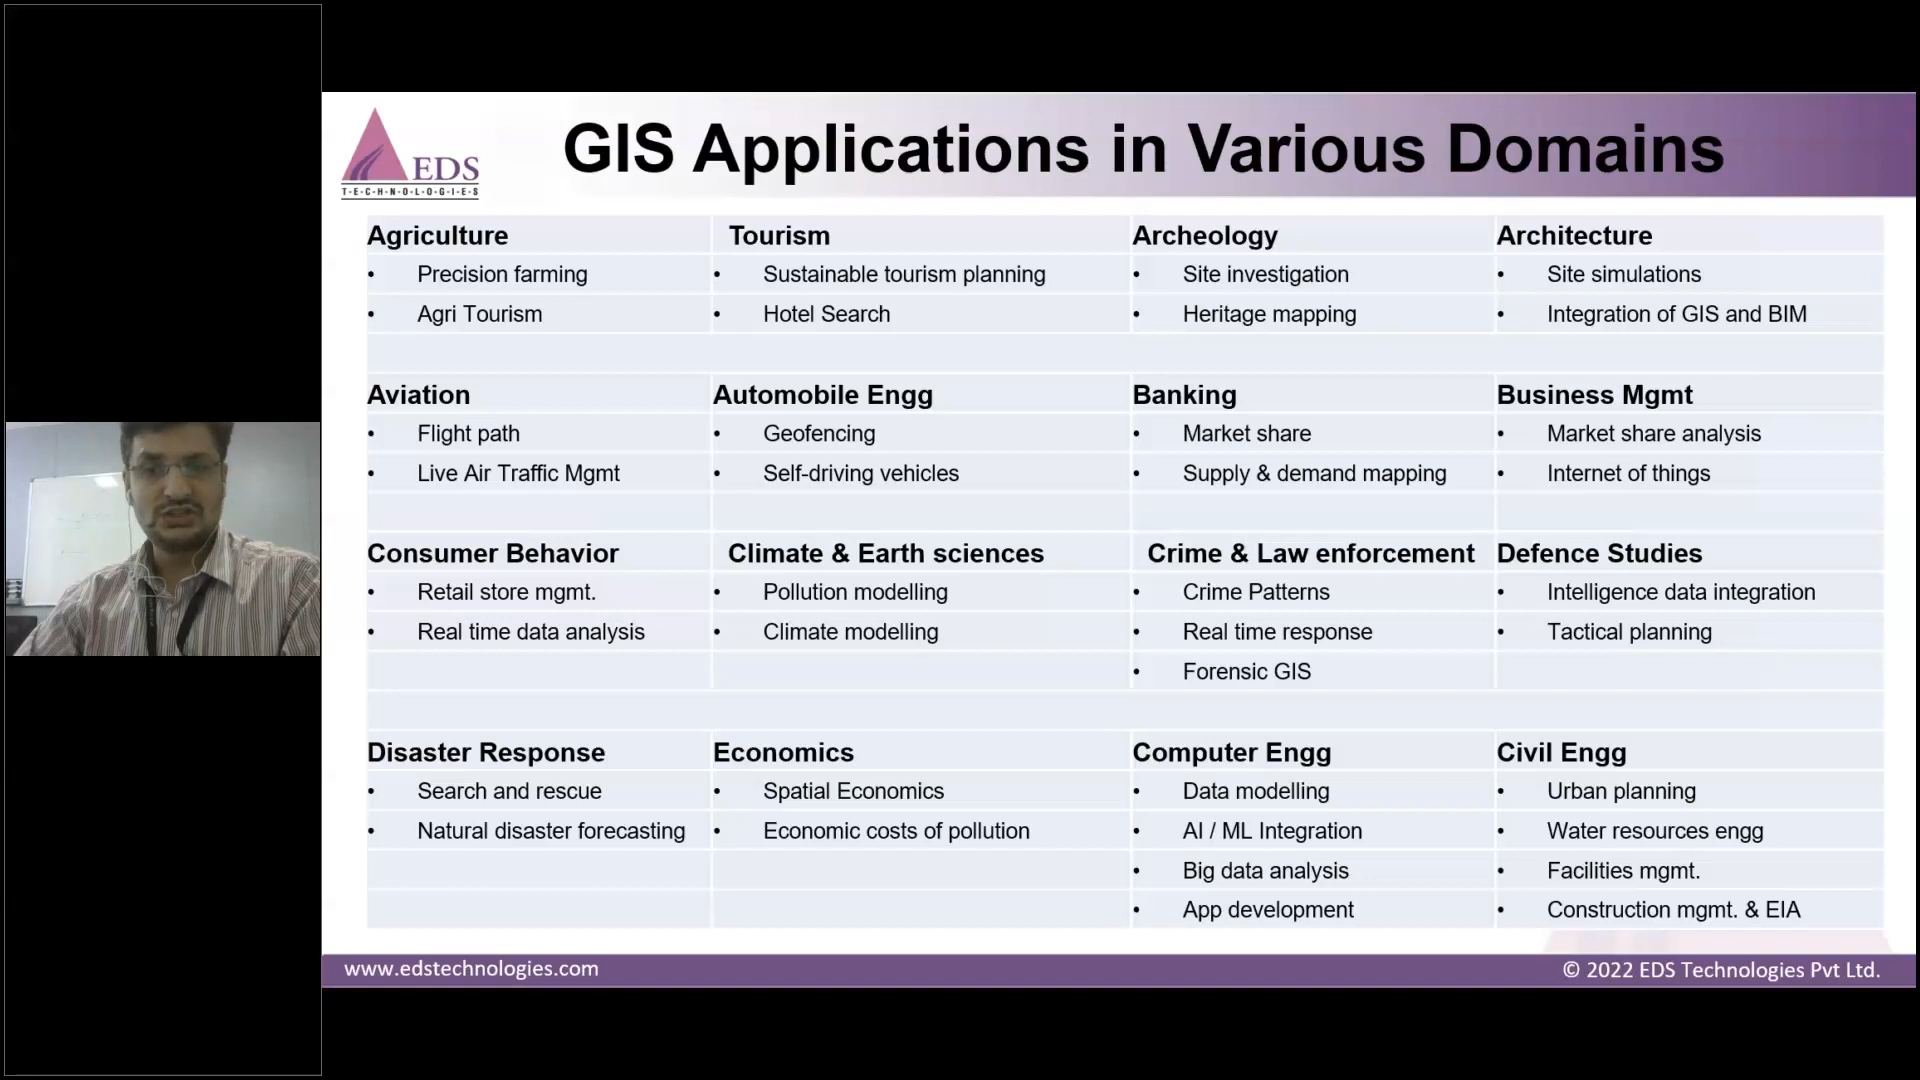 EDS
T·E·C·H·N·O·L·O·G·I·E·S
GIS Applications in Various Domains
Agriculture Tourism Archeology Architecture
• Precision farming • Sustainable tourism planning • Site investigation • Site simulations
• Agri Tourism • Hotel Search • Heritage mapping • Integration of GIS and BIM
Aviation Automobile Engg Banking Business Mgmt
• Flight path • Geofencing • Market share • Market share analysis
• Live Air Traffic Mgmt • Self-driving vehicles • Supply & demand mapping • Internet of things
Consumer Behavior Climate & Earth sciences Crime & Law enforcement Defence Studies
• Retail store mgmt. • Pollution modelling • Crime Patterns • Intelligence data integration
• Real time data analysis • Climate modelling • Real time response • Tactical planning
• Forensic GIS
Disaster Response Economics Computer Engg Civil Engg
• Search and rescue • Spatial Economics • Data modelling • Urban planning
• Natural disaster forecasting • Economic costs of pollution • AI / ML Integration • Water resources engg
• Big data analysis • Facilities mgmt.
• App development • Construction mgmt. & EIA
www.edstechnologies.com © 2022 EDS Technologies Pvt Ltd.